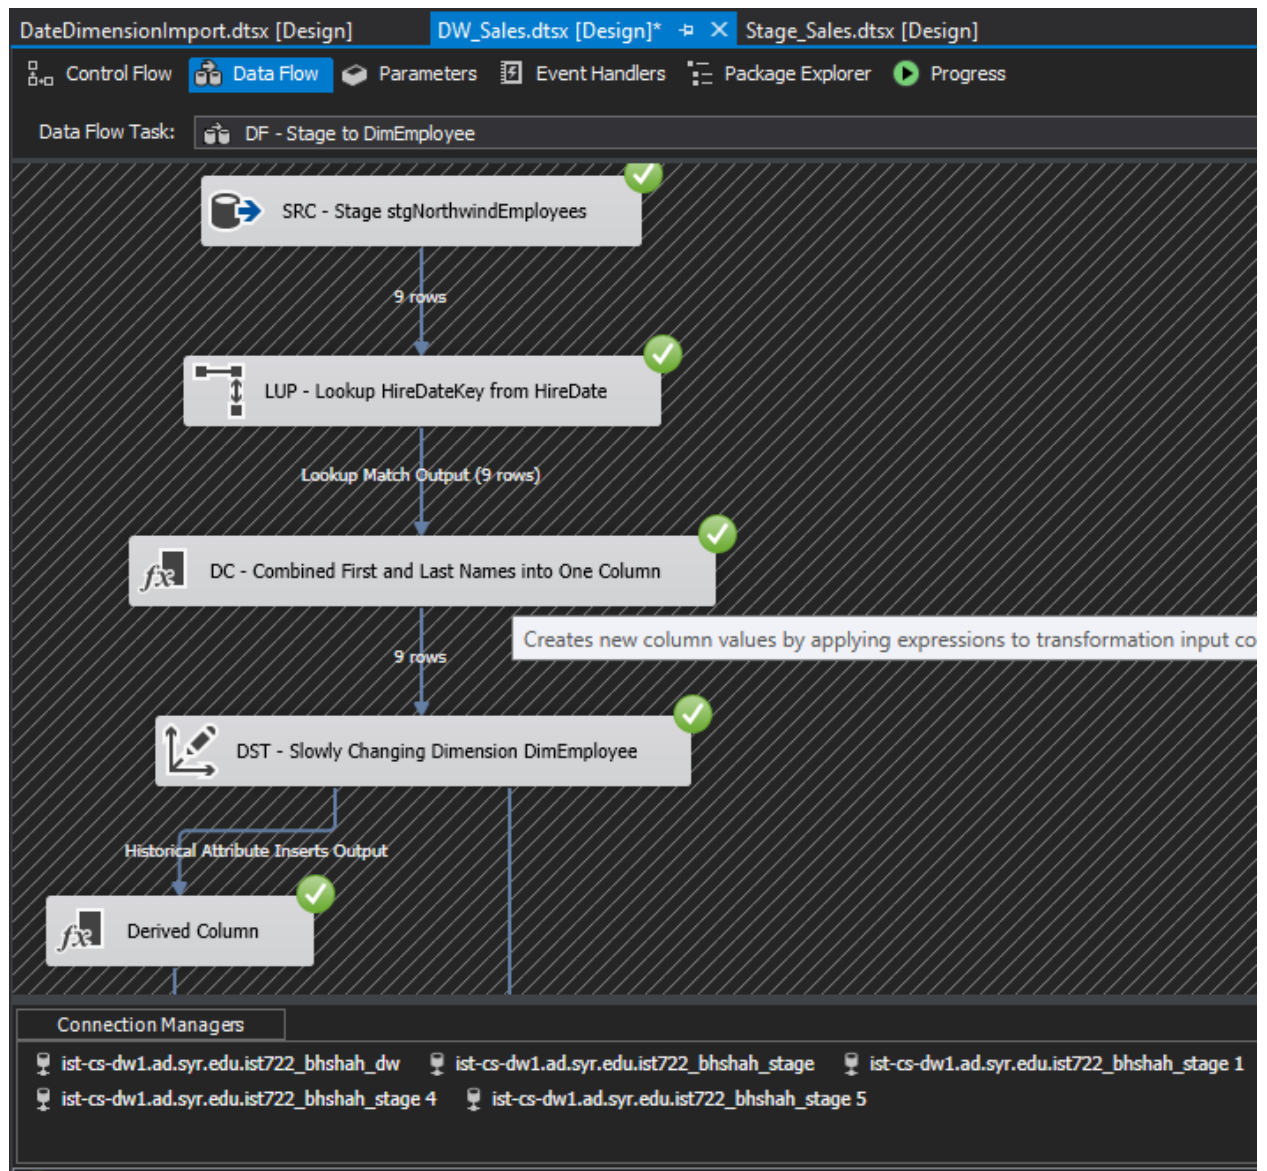 DateDimensionImport.dtsx [Design] DW_Sales.dtsx [Design]* Stage_Sales.dtsx [Design]
Control Flow Data Flow Parameters Event Handlers Package Explorer Progress
Data Flow Task: DF - Stage to DimEmployee
SRC - Stage stgNorthwindEmployees
9 rows
LUP - Lookup HireDateKey from HireDate
Lookup Match Output (9 rows)
DC - Combined First and Last Names into One Column
Creates new column values by applying expressions to transformation input co
9 rows
DST - Slowly Changing Dimension DimEmployee
Historical Attribute Inserts Output
Derived Column
Connection Managers
ist-cs-dw1.ad.syr.edu.ist722_bhshah_dw ist-cs-dw1.ad.syr.edu.ist722_bhshah_stage ist-cs-dw1.ad.syr.edu.ist722_bhshah_stage 1
ist-cs-dw1.ad.syr.edu.ist722_bhshah_stage 4 ist-cs-dw1.ad.syr.edu.ist722_bhshah_stage 5